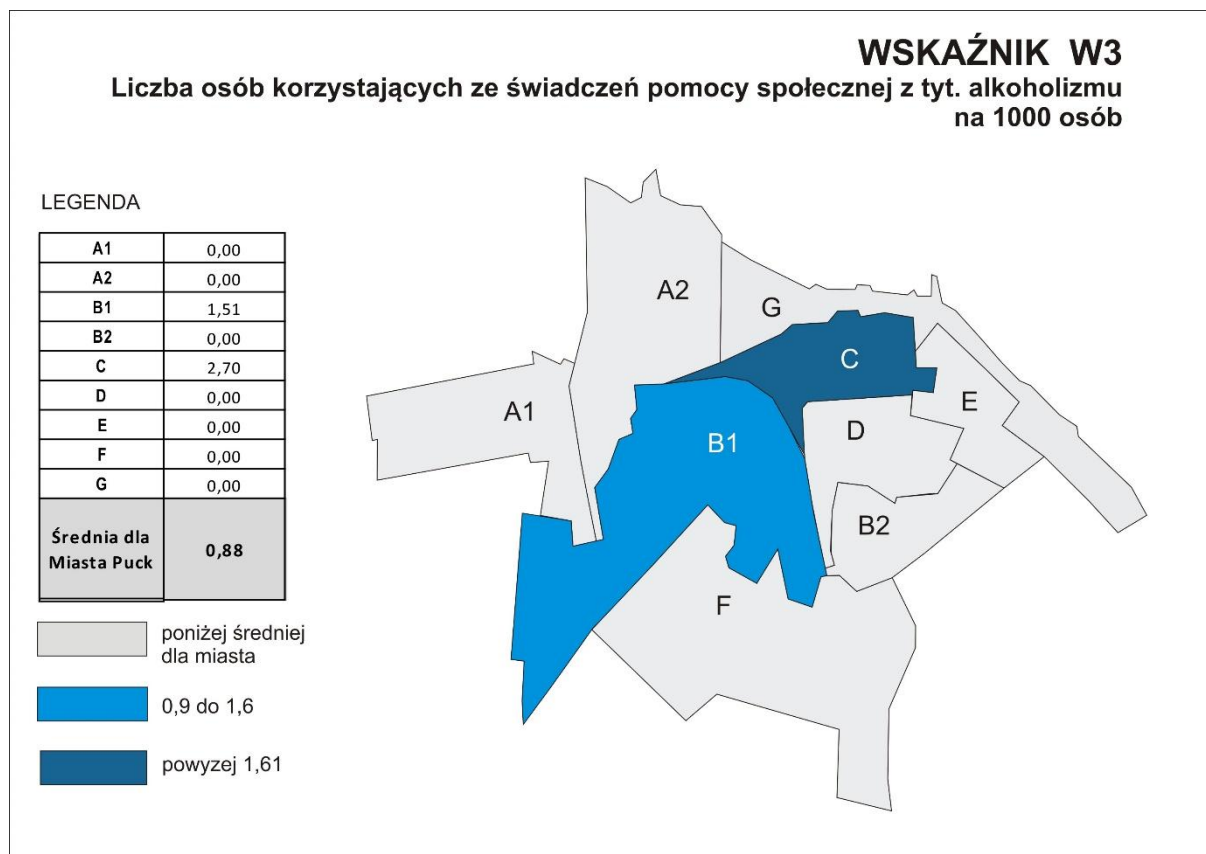 WSKAŹNIK W3
Liczba osób korzystających ze świadczeń pomocy społecznej z tyt. alkoholizmu
na 1000 osób
LEGENDA
A1 0,00
A2 0,00
B1 1,51
B2 0,00
C 2,70
D 0,00
E 0,00
F 0,00
G 0,00
Średnia dla
Miasta Puck 0,88
poniżej średniej
dla miasta
0,9 do 1,6
powyzej 1,61
A2
G
C
A1
E
B1
D
B2
F